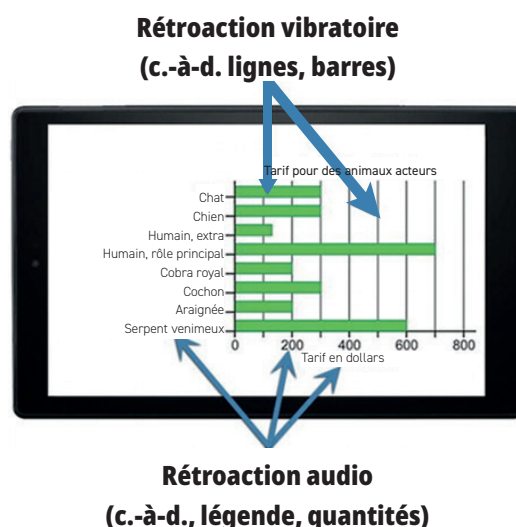 Rétroaction vibratoire
(c.-à-d. lignes, barres)
Tarif pour des animaux acteurs
Chat
Chien
Humain, extra
Humain, rôle principal
Cobra royal
Cochon
Araignée
Serpent venimeux
0 200 400 600 800
Tarif en dollars
Rétroaction audio
(c.-à-d., légende, quantités)